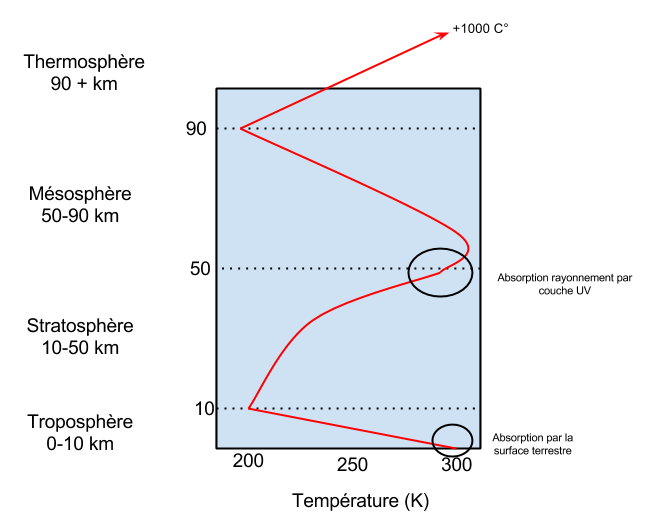 +1000 C°
Thermosphère
90 + km
90
Mésosphère
50-90 km
50
Absorption rayonnement par
couche UV
Stratosphère
10-50 km
10
Troposphère
0-10 km
Absorption par la
surface terrestre
200
250
300
Température (K)